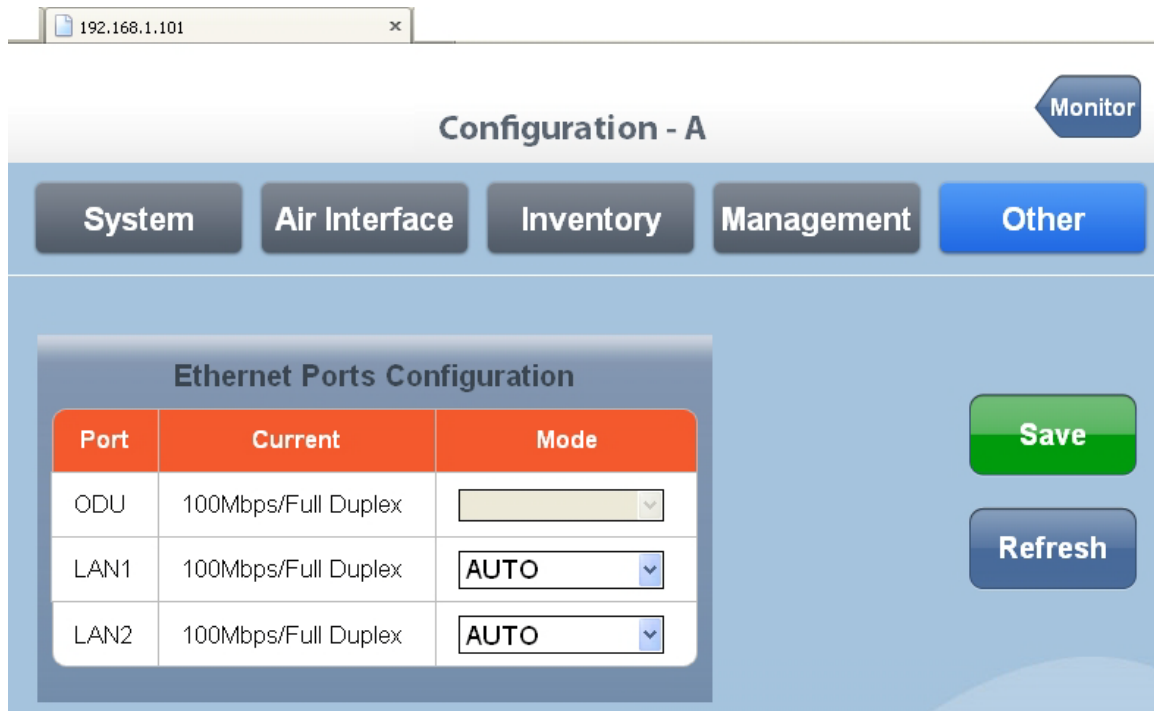 192.168.1.101
Configuration - A
Monitor
System Air Interface Inventory Management Other
Ethernet Ports Configuration
Port Current Mode
ODU 100Mbps/Full Duplex
LAN1 100Mbps/Full Duplex AUTO
LAN2 100Mbps/Full Duplex AUTO
Save
Refresh